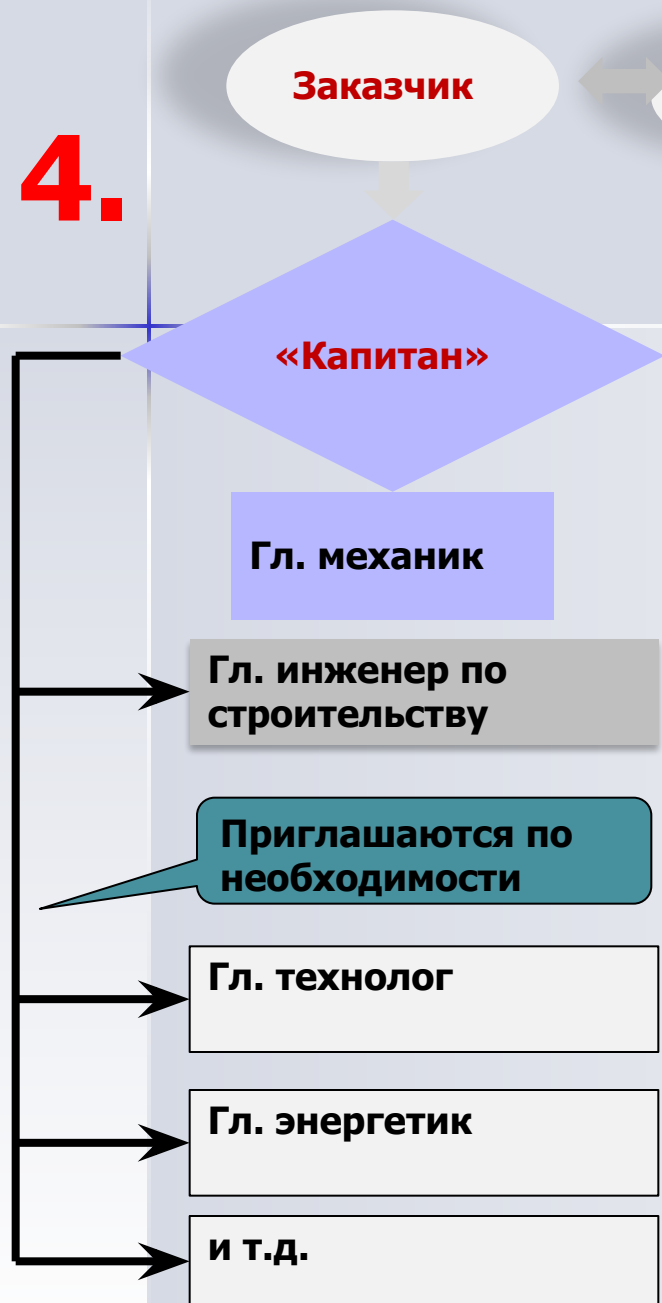 Заказчик
4.
«Капитан»
Гл. механик
Гл. инженер по
строительству
Приглашаются по
необходимости
Гл. технолог
Гл. энергетик
и т.д.